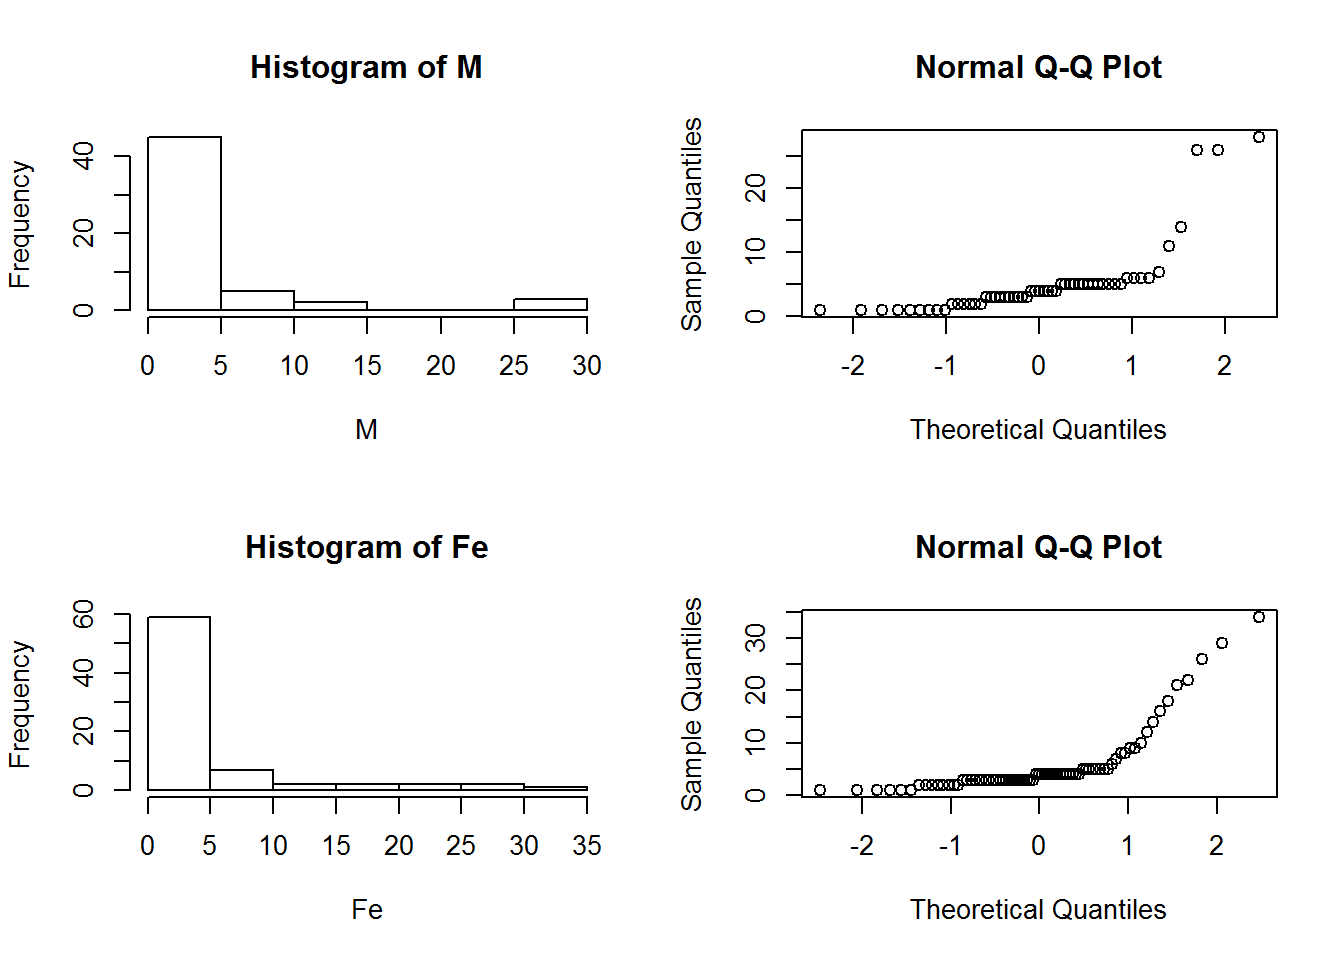 Histogram of M
Frequency
0 20 40
0 5 10 15 20 25 30
M
Normal Q-Q Plot
Sample Quantiles
0 10 20
-2 -1 0 1 2
Theoretical Quantiles
Histogram of Fe
Frequency
0 20 40 60
0 5 10 15 20 25 30 35
Fe
Normal Q-Q Plot
Sample Quantiles
0 10 20 30
-2 -1 0 1 2
Theoretical Quantiles